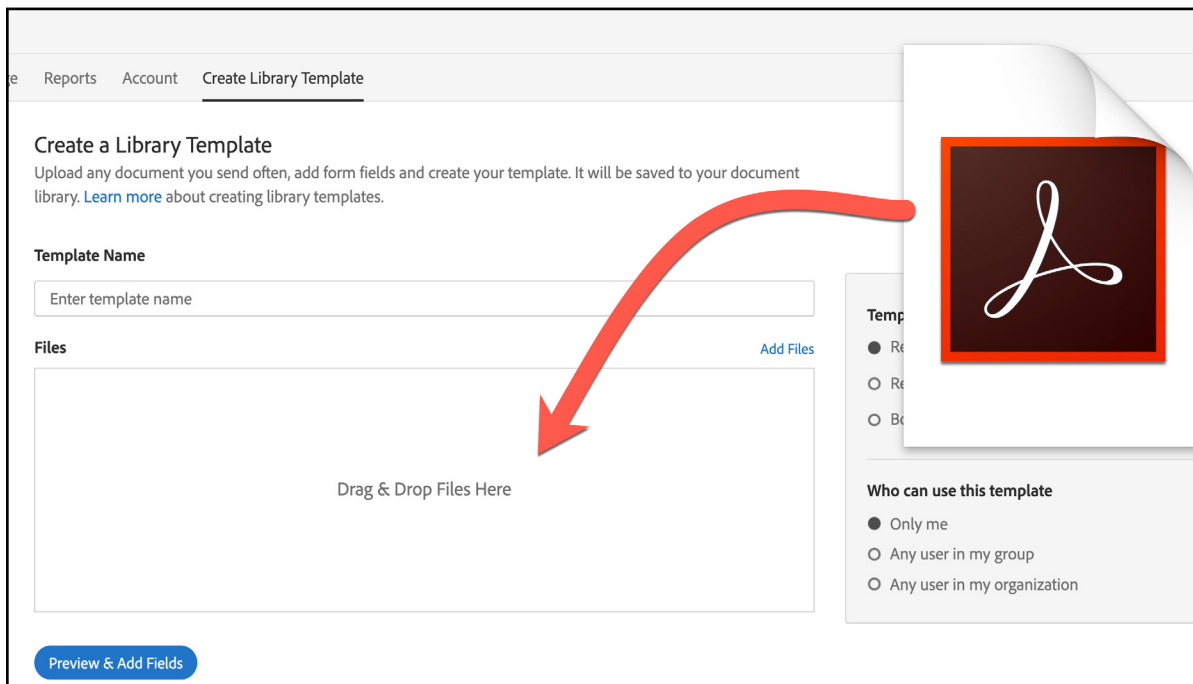 Reports Account Create Library Template
Create a Library Template
Upload any document you send often, add form fields and create your template. It will be saved to your document
library. Learn more about creating library templates.
Template Name
Enter template name
Files Add Files
Drag & Drop Files Here
Preview & Add Fields
Who can use this template
Only me
Any user in my group
Any user in my organization